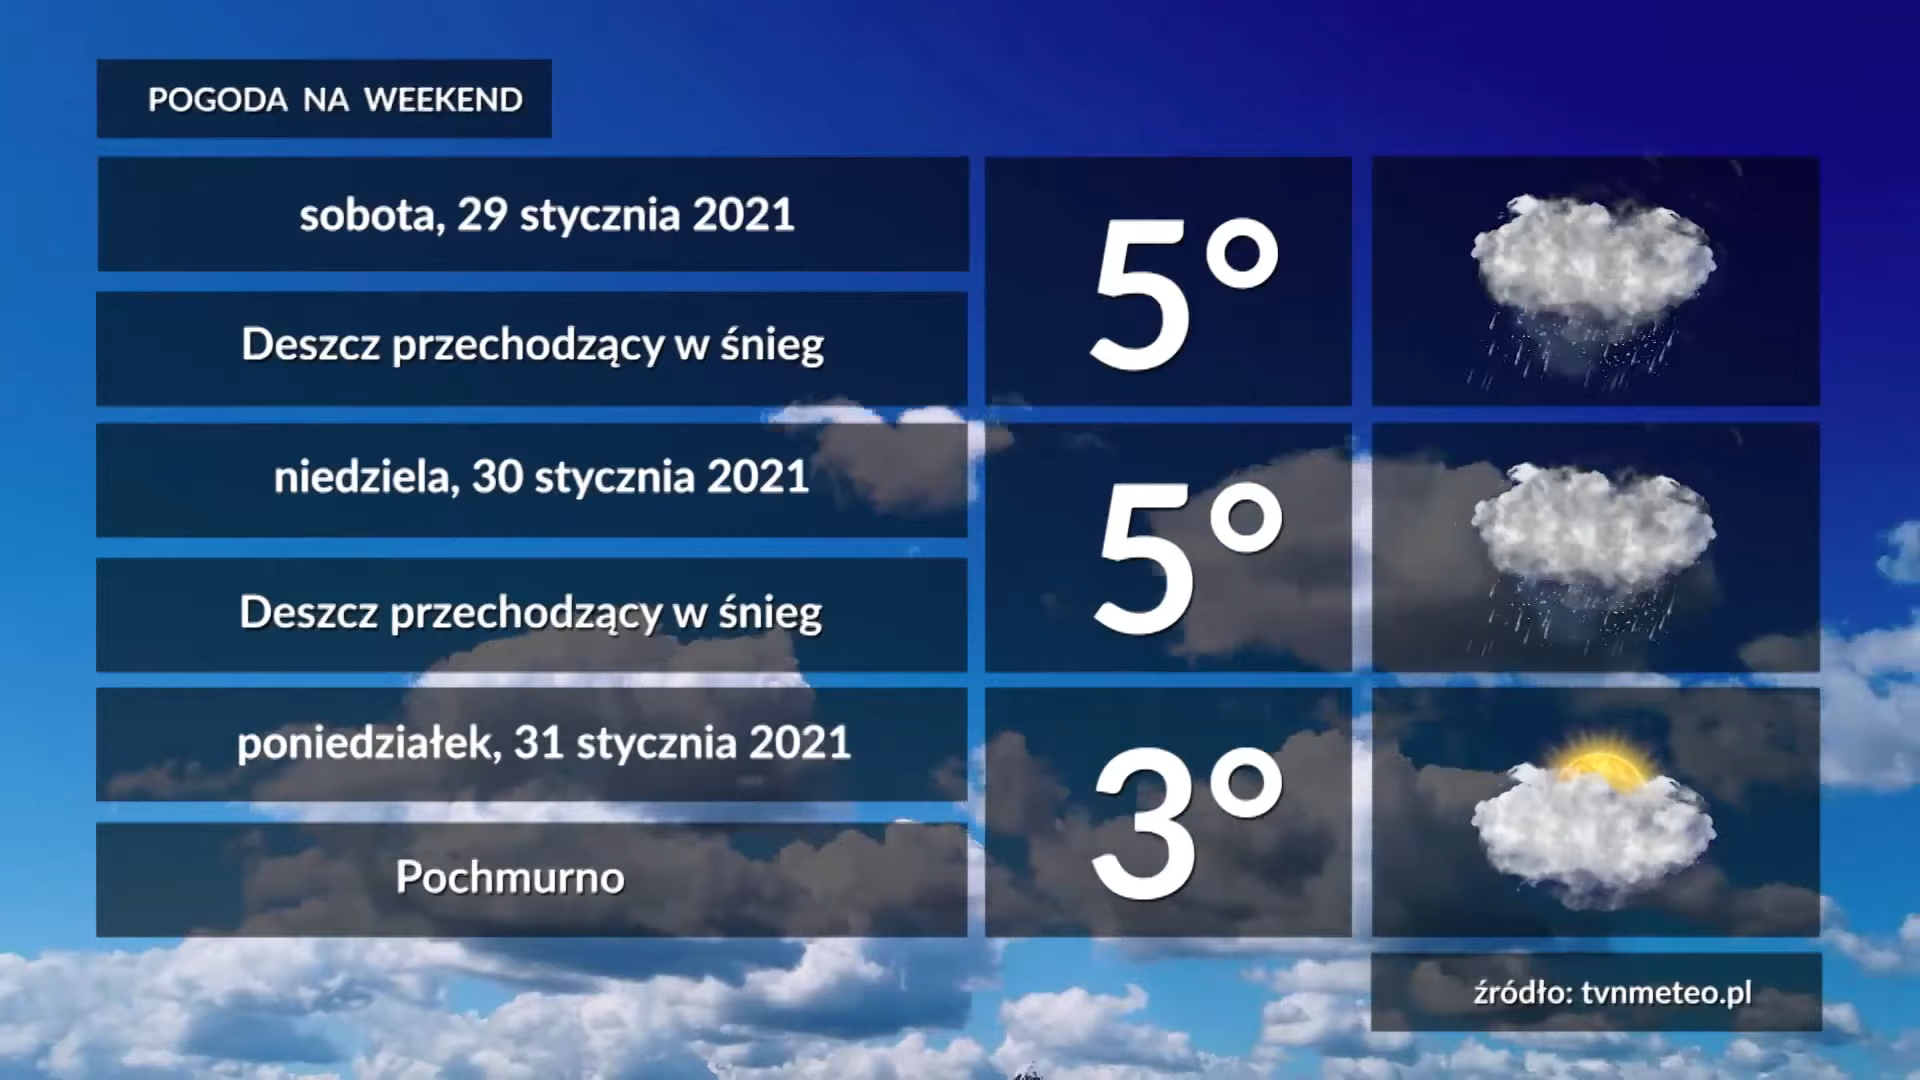 POGODA NA WEEKEND
sobota, 29 stycznia 2021
5°
Deszcz przechodzący w śnieg
niedziela, 30 stycznia 2021
5°
Deszcz przechodzący w śnieg
poniedziałek, 31 stycznia 2021
3°
Pochmurno
źródło: tvnmeteo.pl